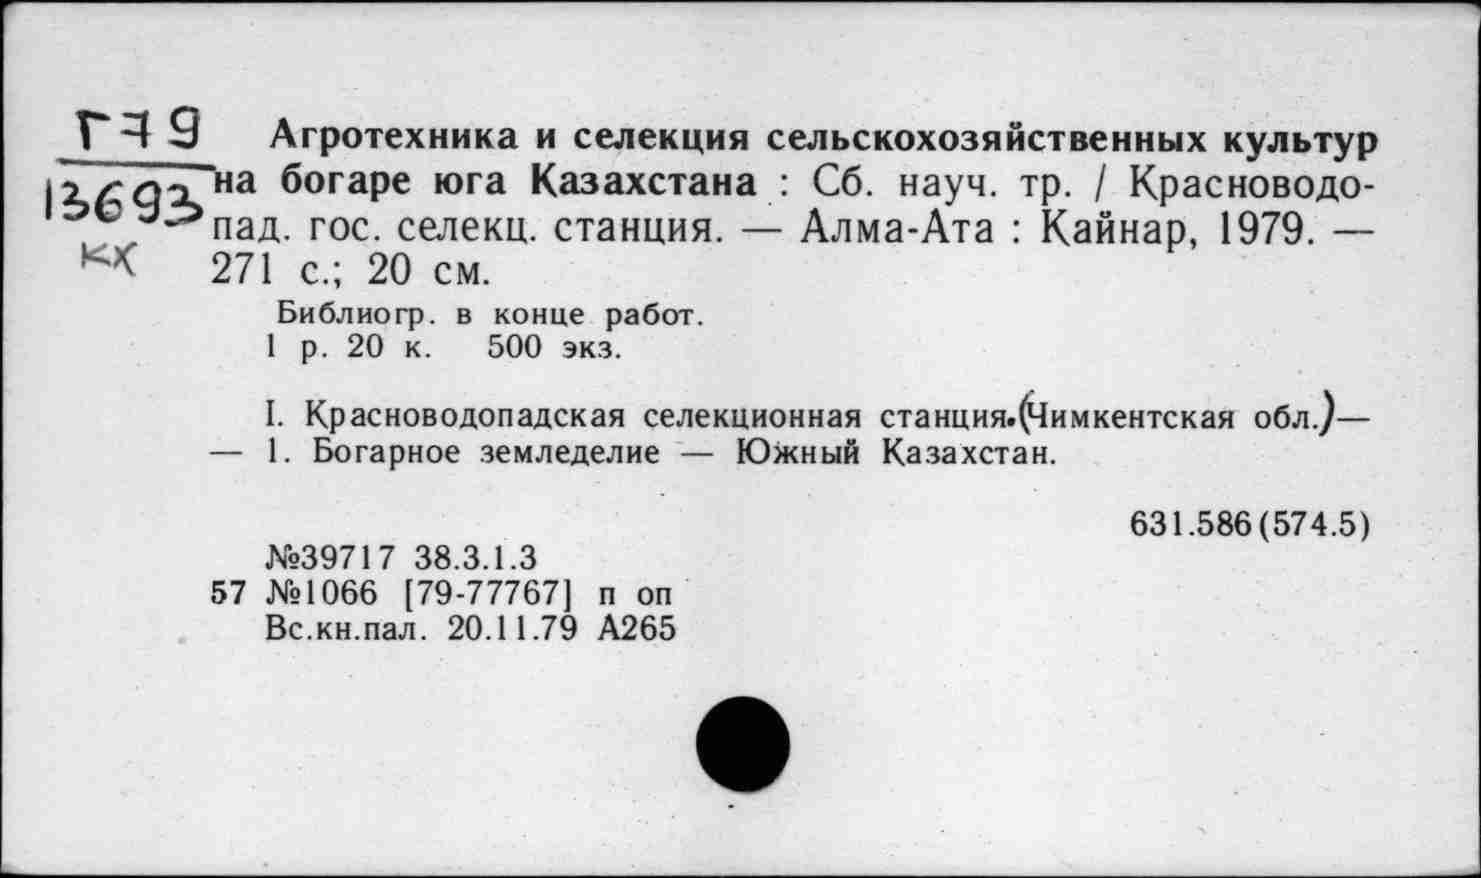 Г79 Агротехника и селекция сельскохозяйственных культур
13693 на богаре юга Казахстана : Сб. науч. тр. / Красноводо-
пад. гос. селекц. станция. — Алма-Ата : Кайнар, 1979. —
кх 271 с.; 20 см.
Библиогр. в конце работ.
1 р. 20 к. 500 экз.
I. Красноводопадская селекционная станция.(Чимкентская обл.)—
— 1. Богарное земледелие — Южный Казахстан.
631.586(574.5)
№39717 38.3.1.3
57 №1066 [79-77767] п оп
Вс.кн.пал. 20.11.79 А265